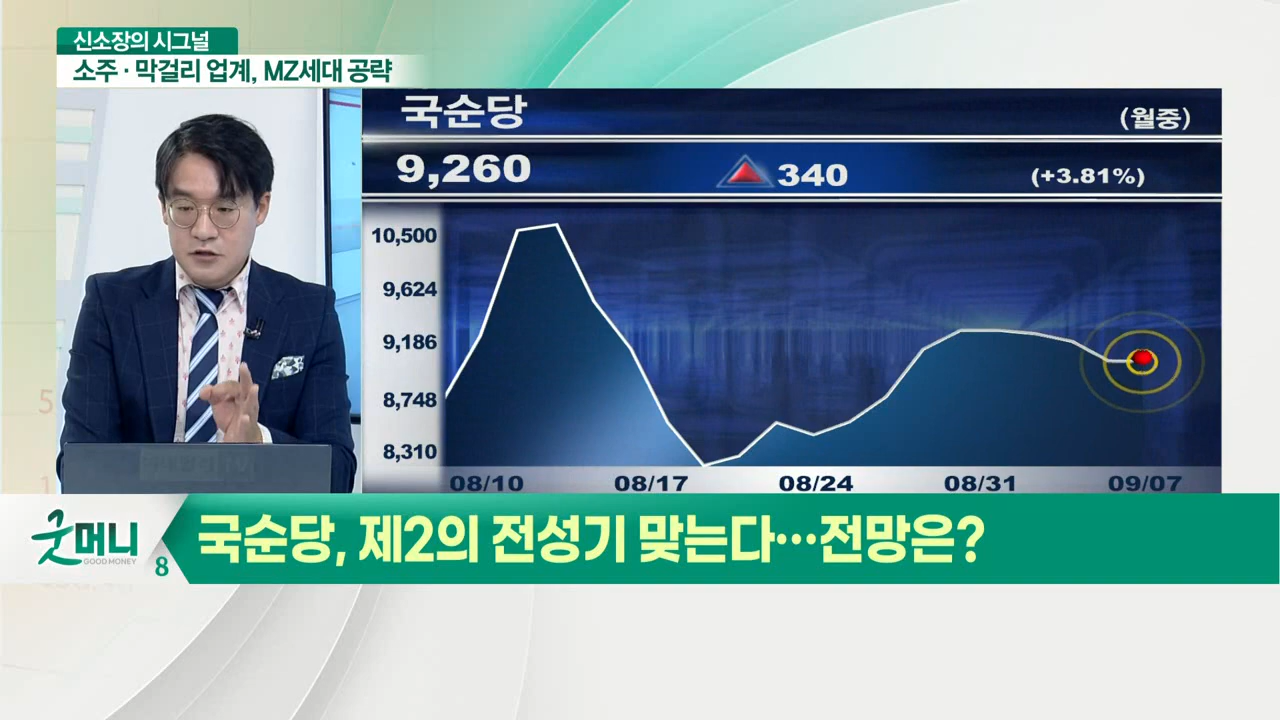 신소장의 시그널
소주·막걸리 업계, MZ세대 공략
국순당
(월중)
9,260
340
(+3.81%)
10,500
9,624
9,186
8,748
8,310
08/10
08/17
08/24
08/31
09/07
굿머니
GOOD MONEY
8
국순당, 제2의 전성기 맞는다…전망은?
5
1